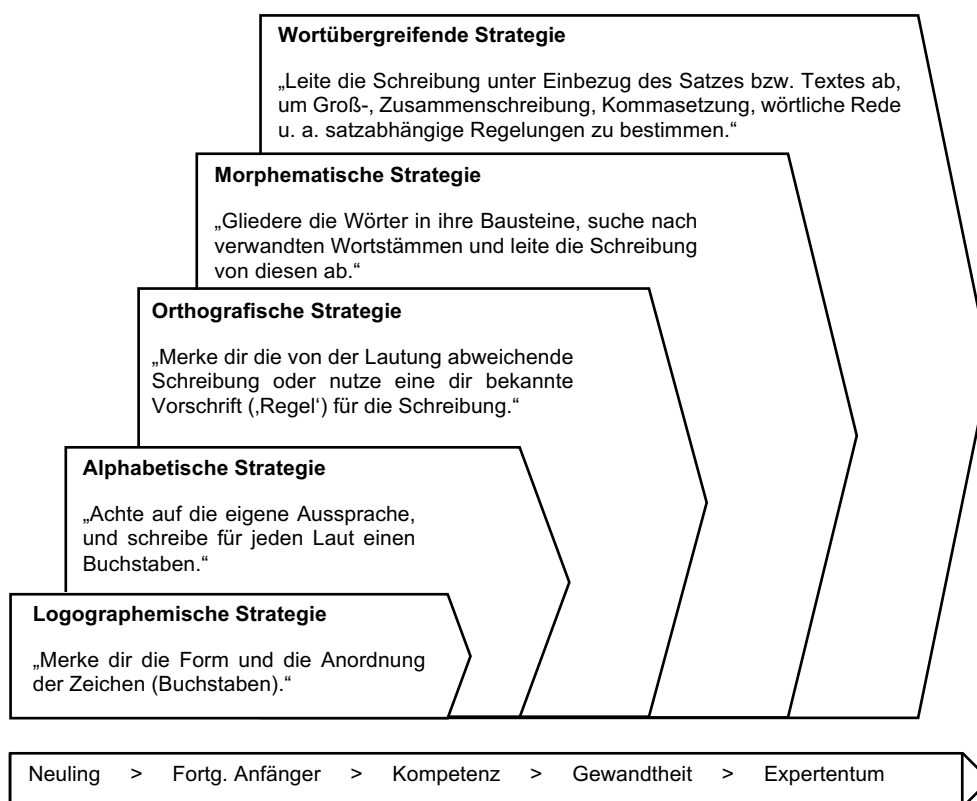 Wortübergreifende Strategie
„Leite die Schreibung unter Einbezug des Satzes bzw. Textes ab,
um Groß-, Zusammenschreibung, Kommasetzung, wörtliche Rede
u. a. satzabhängige Regelungen zu bestimmen.“
Morphematische Strategie
„Gliedere die Wörter in ihre Bausteine, suche nach
verwandten Wortstämmen und leite die Schreibung
von diesen ab.“
Orthografische Strategie
„Merke dir die von der Lautung abweichende
Schreibung oder nutze eine dir bekannte
Vorschrift (‚Regel‘) für die Schreibung.“
Alphabetische Strategie
„Achte auf die eigene Aussprache,
und schreibe für jeden Laut einen
Buchstaben.“
Logographemische Strategie
„Merke dir die Form und die Anordnung
der Zeichen (Buchstaben).“
Neuling > Fortg. Anfänger > Kompetenz > Gewandtheit > Expertentum